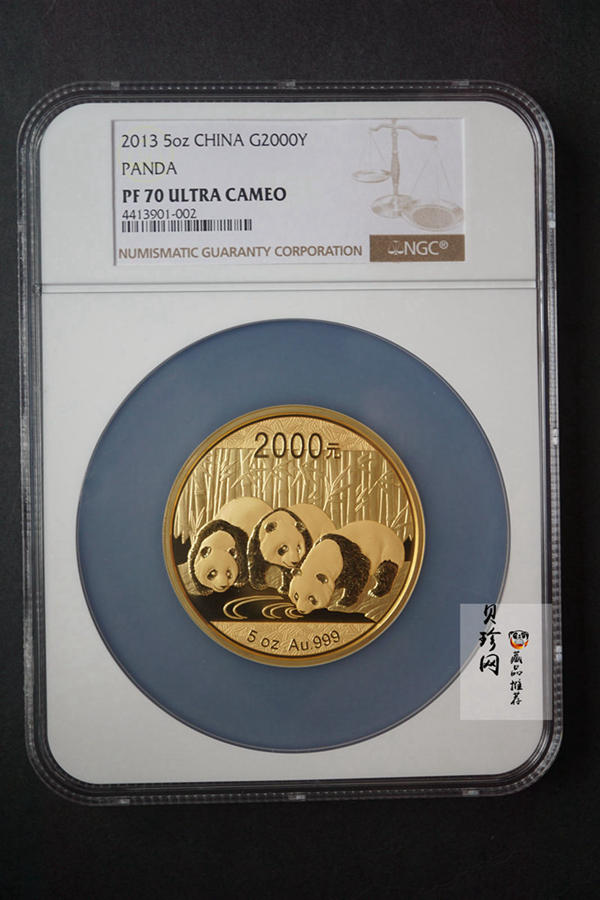 2013 5oz CHINA G2000Y
PANDA
PF 70 ULTRA CAMEO
4413901-002
NUMISMATIC GUARANTY CORPORATION
NGC®
2000元
5 oz Au.999
贝珍网
藏品推荐